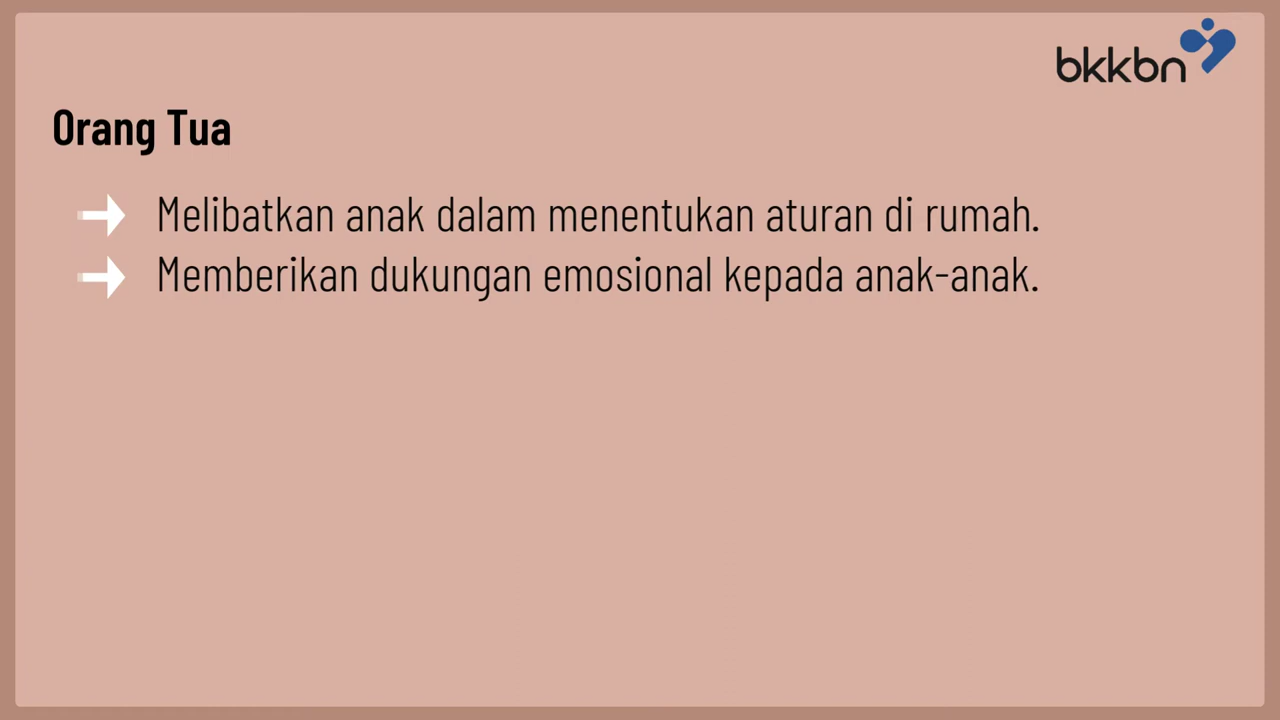 bkkbn
Orang Tua
Melibatkan anak dalam menentukan aturan di rumah.
Memberikan dukungan emosional kepada anak-anak.